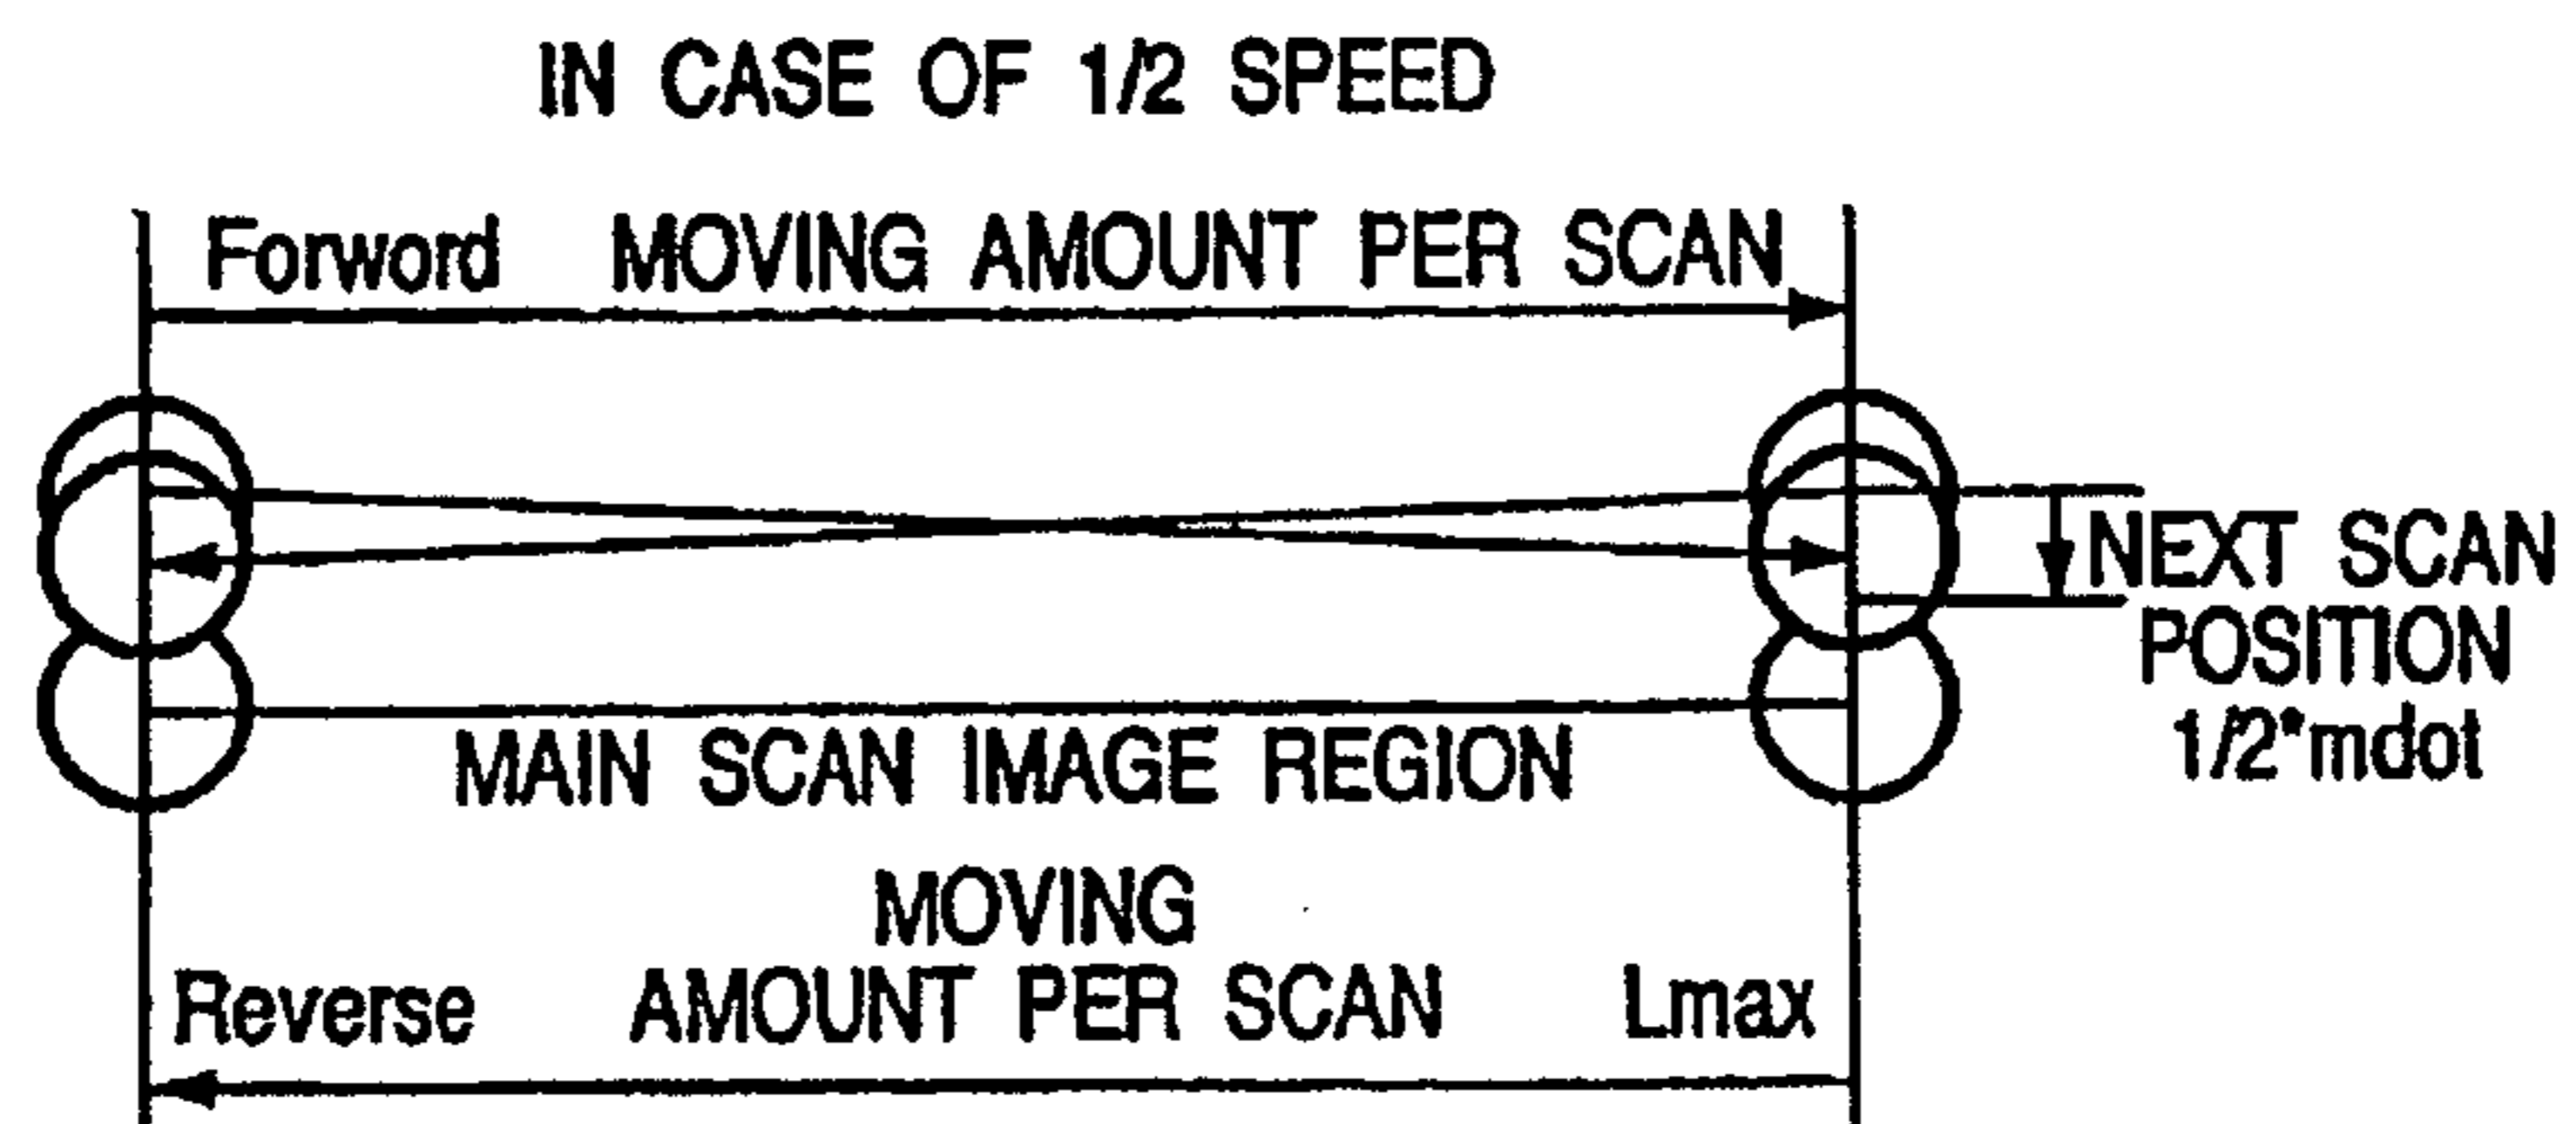 IN CASE OF 1/2 SPEED
Forword MOVING AMOUNT PER SCAN
NEXT SCAN
POSITION
1/2*mdot
MAIN SCAN IMAGE REGION
MOVING
Reverse AMOUNT PER SCAN Lmax